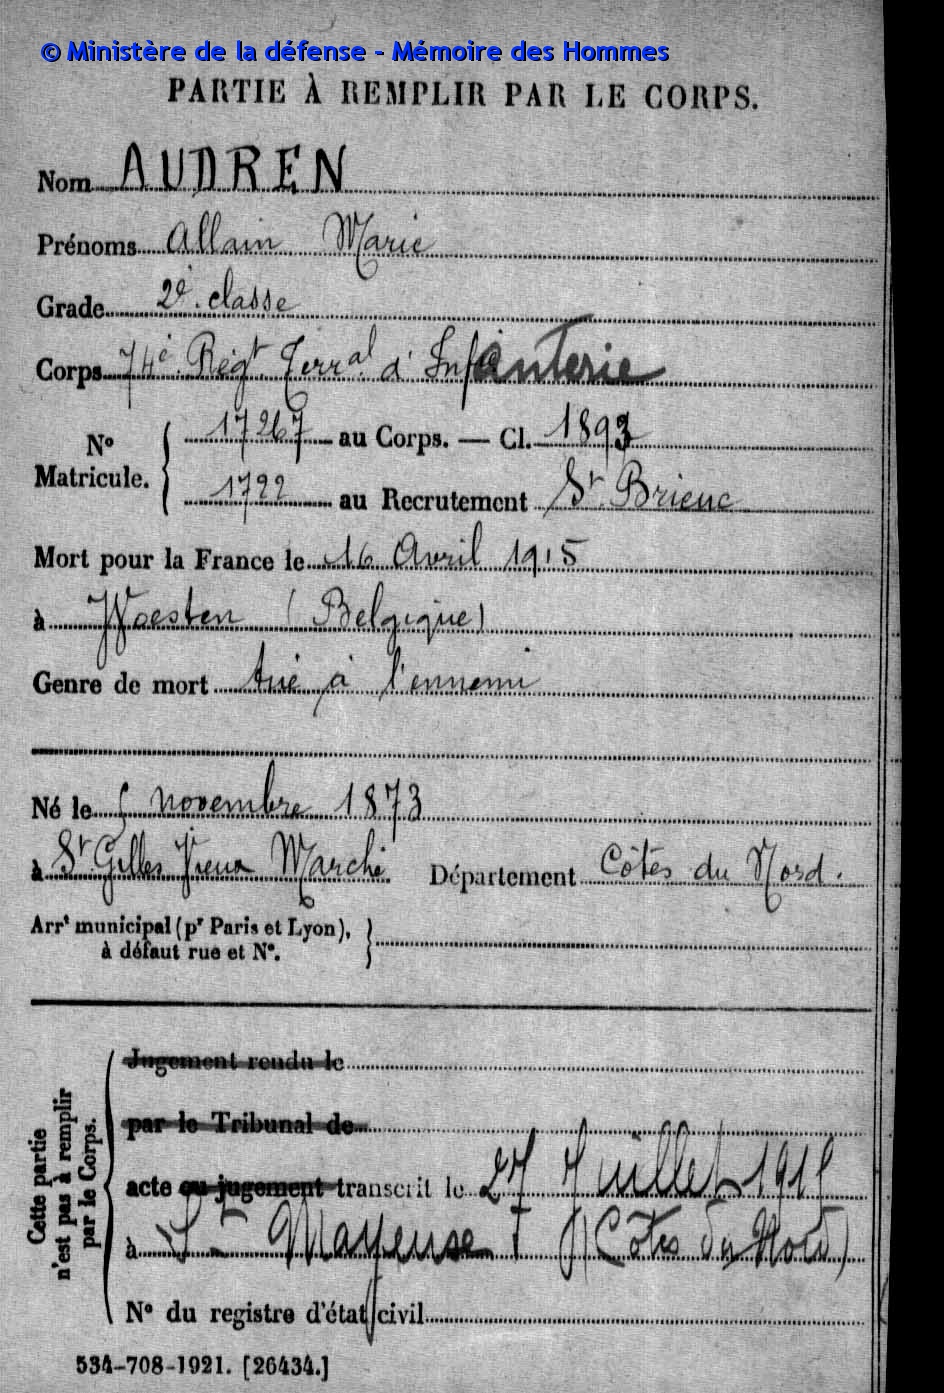 © Ministère de la défense - Mémoire des Hommes
PARTIE À REMPLIR PAR LE CORPS.
Nom AUDREN
Prénoms Allain Marie
Grade 2e classe
Corps 74e Régt Terral d'Infanterie
No Matricule. 17267 au Corps. — Cl. 1893
1722 au Recrutement St. Brieuc
Mort pour la France le 16 Avril 1915
à Woesten (Belgique)
Genre de mort tué à l'ennemi
Né le 5 novembre 1873
à St. Gilles Vieux Marché Département Côtes du Nord.
Arrt municipal (pr Paris et Lyon),
à défaut rue et No.
Cette partie
n'est pas à remplir
par le Corps.
Jugement rendu le
par le Tribunal de
acte ou jugement transcrit le 27 Juillet 1915
à St Mayeux (Côtes du Nord)
No du registre d'état civil
534-708-1921. [26434.]